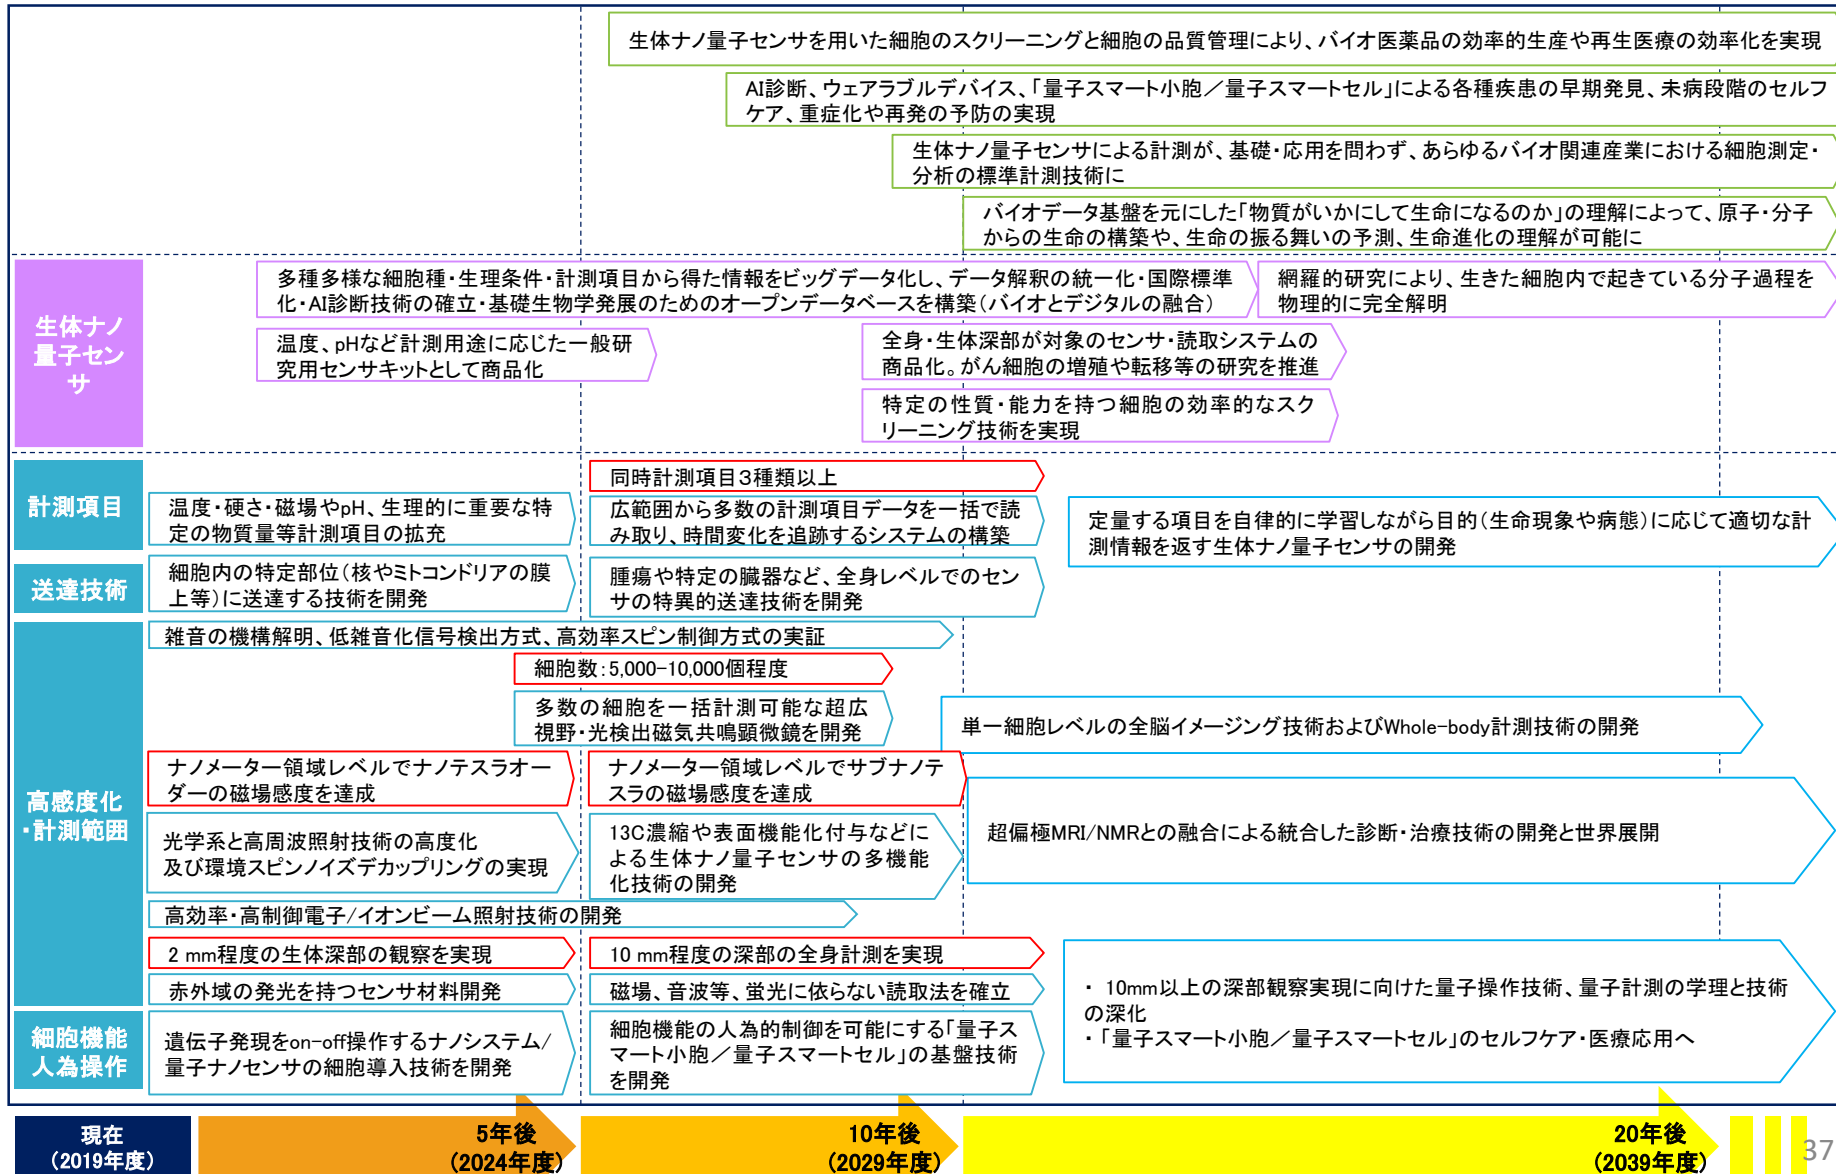 生体ナノ量子センサを用いた細胞のスクリーニングと細胞の品質管理により、バイオ医薬品の効率的生産や再生医療の効率化を実現
AI診断、ウェアラブルデバイス、「量子スマート小胞／量子スマートセル」による各種疾患の早期発見、未病段階のセルフ
ケア、重症化や再発の予防の実現
生体ナノ量子センサによる計測が、基礎・応用を問わず、あらゆるバイオ関連産業における細胞測定・
分析の標準計測技術に
バイオデータ基盤を元にした「物質がいかにして生命になるのか」の理解によって、原子・分子
からの生命の構築や、生命の振る舞いの予測、生命進化の理解が可能に
生体ナノ
量子セン
サ
多種多様な細胞種・生理条件・計測項目から得た情報をビッグデータ化し、データ解釈の統一化・国際標準
化・AI診断技術の確立・基礎生物学発展のためのオープンデータベースを構築（バイオとデジタルの融合）
網羅的研究により、生きた細胞内で起きている分子過程を
物理的に完全解明
温度、pHなど計測用途に応じた一般研
究用センサキットとして商品化
全身・生体深部が対象のセンサ・読取システムの
商品化。がん細胞の増殖や転移等の研究を推進
特定の性質・能力を持つ細胞の効率的なスク
リーニング技術を実現
計測項目
同時計測項目３種類以上
温度・硬さ・磁場やpH、生理的に重要な特
定の物質量等計測項目の拡充
広範囲から多数の計測項目データを一括で読
み取り、時間変化を追跡するシステムの構築
定量する項目を自律的に学習しながら目的（生命現象や病態）に応じて適切な計
測情報を返す生体ナノ量子センサの開発
送達技術
細胞内の特定部位（核やミトコンドリアの膜
上等）に送達する技術を開発
腫瘍や特定の臓器など、全身レベルでのセン
サの特異的送達技術を開発
高感度化
・計測範囲
雑音の機構解明、低雑音化信号検出方式、高効率スピン制御方式の実証
細胞数：5,000-10,000個程度
多数の細胞を一括計測可能な超広
視野・光検出磁気共鳴顕微鏡を開発
単一細胞レベルの全脳イメージング技術およびWhole-body計測技術の開発
ナノメーター領域レベルでナノテスラオー
ダーの磁場感度を達成
ナノメーター領域レベルでサブナノテ
スラの磁場感度を達成
光学系と高周波照射技術の高度化
及び環境スピンノイズデカップリングの実現
13C濃縮や表面機能化付与などに
よる生体ナノ量子センサの多機能
化技術の開発
超偏極MRI/NMRとの融合による統合した診断・治療技術の開発と世界展開
高効率・高制御電子/イオンビーム照射技術の開発
2 mm程度の生体深部の観察を実現
10 mm程度の深部の全身計測を実現
赤外域の発光を持つセンサ材料開発
磁場、音波等、蛍光に依らない読取法を確立
・ 10mm以上の深部観察実現に向けた量子操作技術、量子計測の学理と技術
の深化
・「量子スマート小胞／量子スマートセル」のセルフケア・医療応用へ
細胞機能
人為操作
遺伝子発現をon-off操作するナノシステム/
量子ナノセンサの細胞導入技術を開発
細胞機能の人為的制御を可能にする「量子ス
マート小胞／量子スマートセル」の基盤技術
を開発
現在
（2019年度）
5年後
（2024年度）
10年後
（2029年度）
20年後
（2039年度）
37